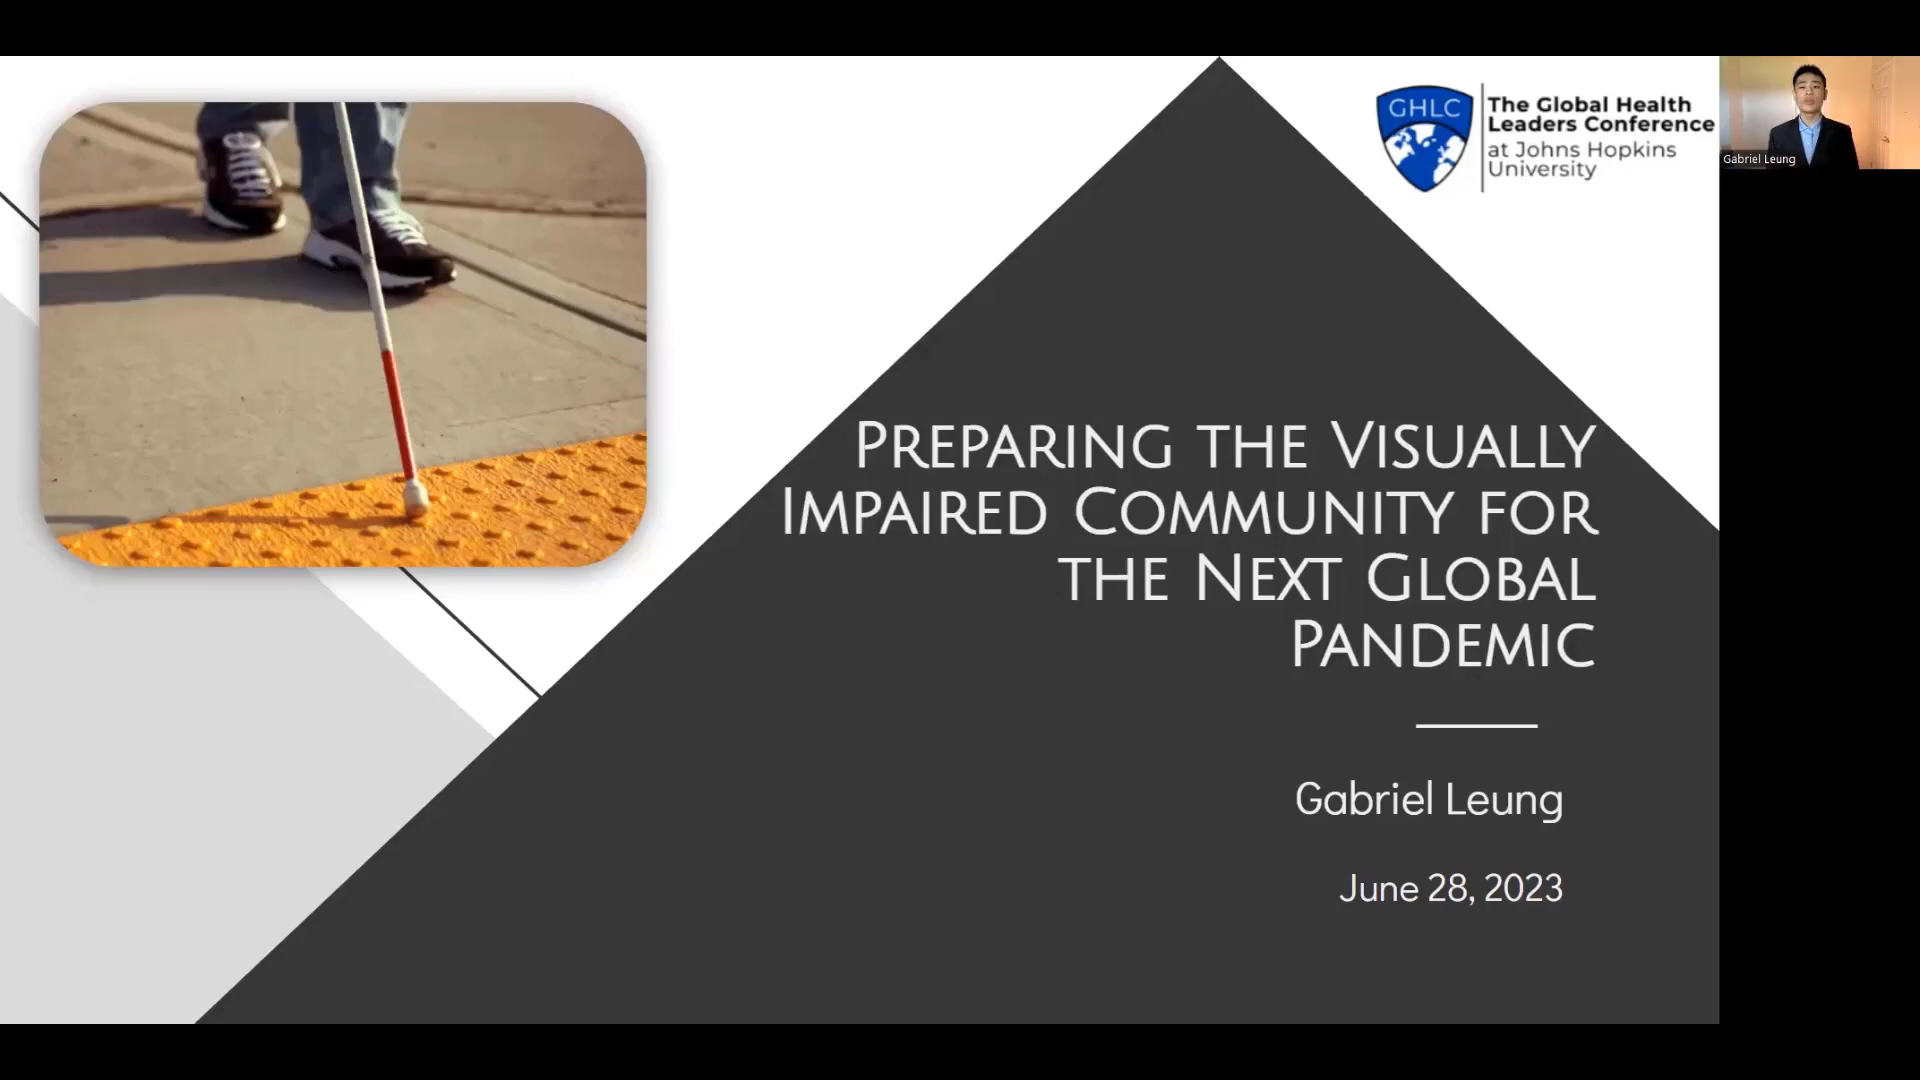 GHLC
The Global Health
Leaders Conference
at Johns Hopkins
University
Gabriel Leung
Preparing the Visually
Impaired Community for
the Next Global
Pandemic
Gabriel Leung
June 28, 2023